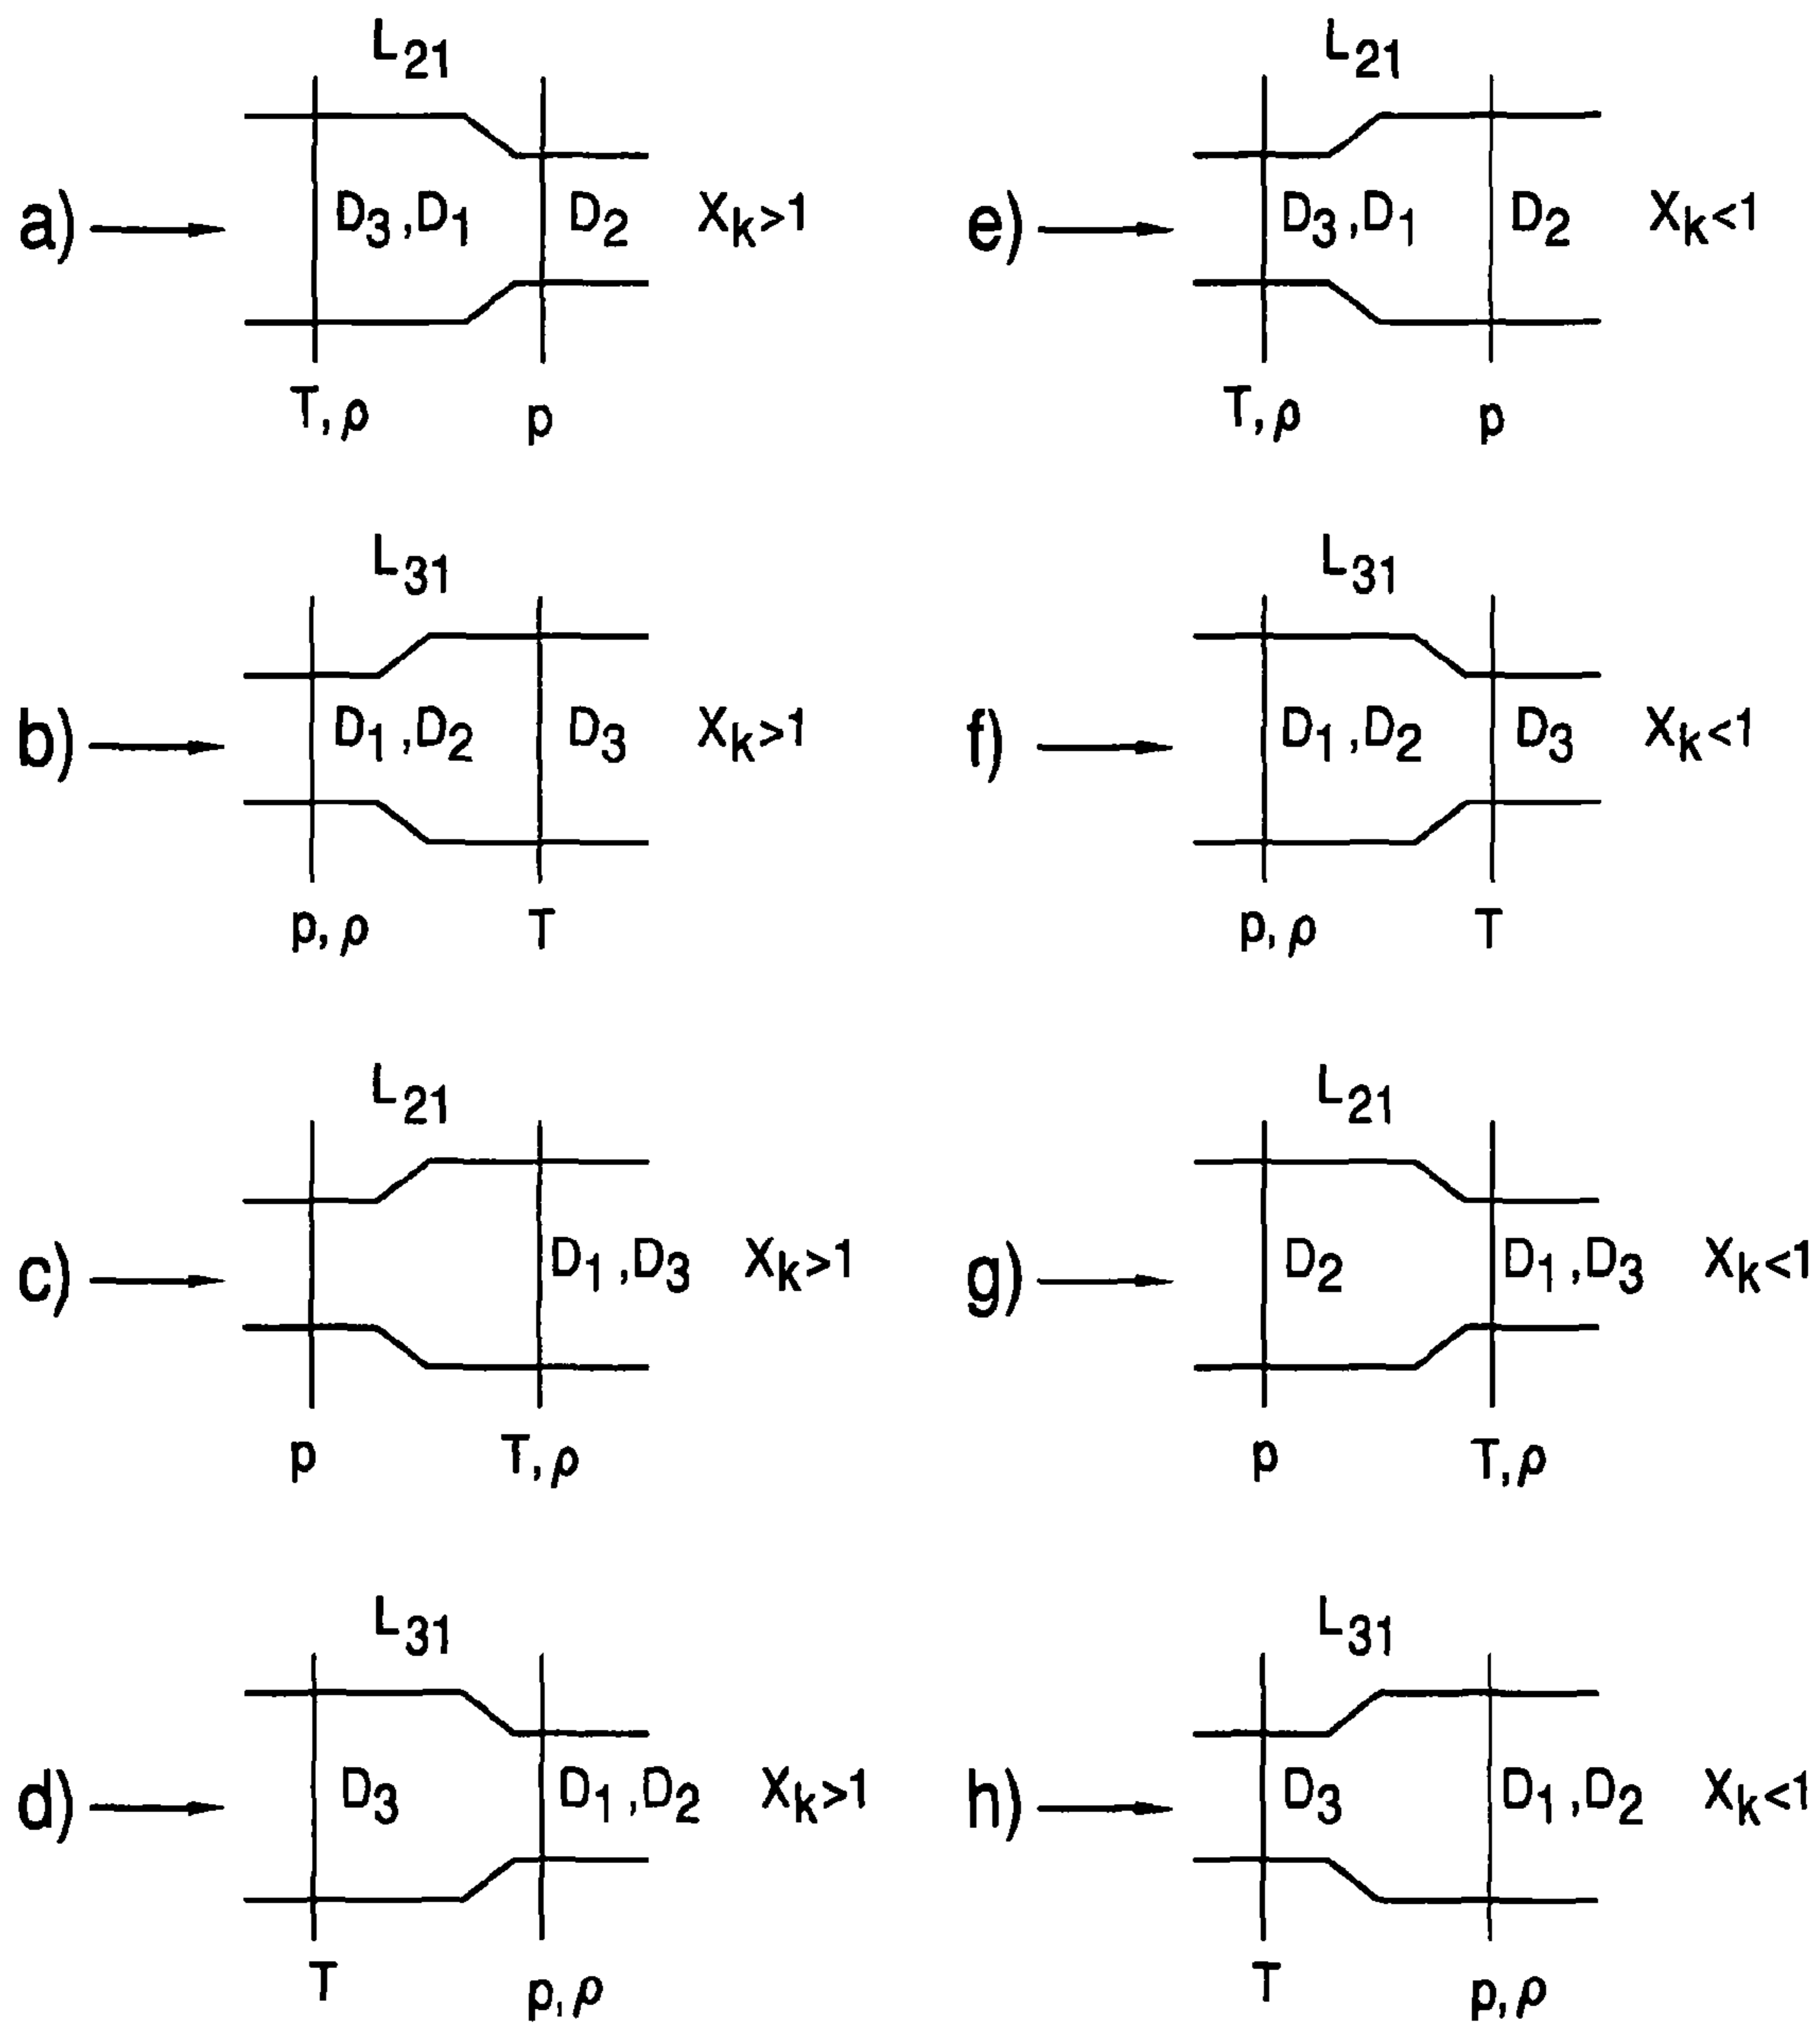 L21
a) D3,D1 D2 Xk>1
T,ρ p
L31
b) D1,D2 D3 Xk>1
p,ρ T
L21
c) D1,D3 Xk>1
p T,ρ
L31
d) D3 D1,D2 Xk>1
T p,ρ
L21
e) D3,D1 D2 Xk<1
T,ρ p
L31
f) D1,D2 D3 Xk<1
p,ρ T
L21
g) D2 D1,D3 Xk<1
p T,ρ
L31
h) D3 D1,D2 Xk<1
T p,ρ